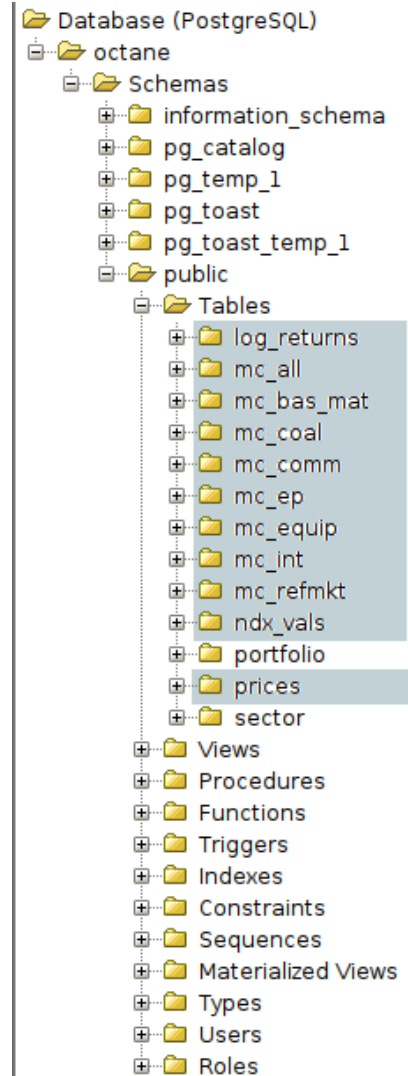 Database (PostgreSQL)
octane
Schemas
information_schema
pg_catalog
pg_temp_1
pg_toast
pg_toast_temp_1
public
Tables
log_returns
mc_all
mc_bas_mat
mc_coal
mc_comm
mc_ep
mc_equip
mc_int
mc_refmkt
ndx_vals
portfolio
prices
sector
Views
Procedures
Functions
Triggers
Indexes
Constraints
Sequences
Materialized Views
Types
Users
Roles